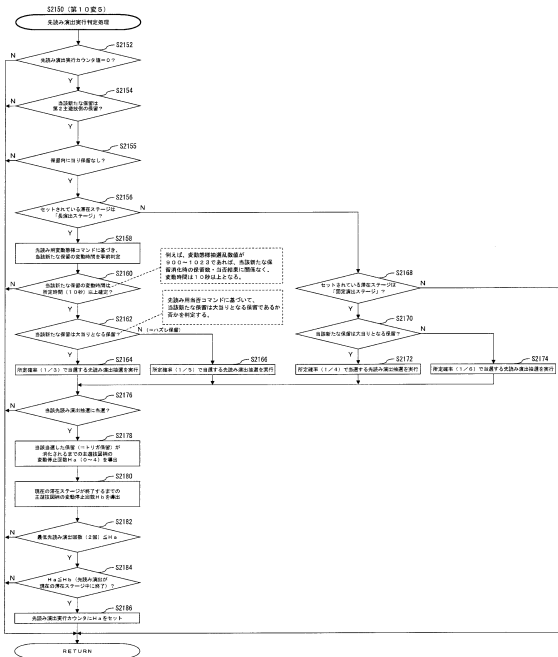 S2150(第10変5)
先読み演出実行判定処理
S2152
先読み演出実行カウンタ値=0?
N
Y
S2154
当該新たな保留は
第2主遊技側の保留?
N
Y
S2155
保留内に当り保留なし?
N
Y
S2156
セットされている滞在ステージは
「長演出ステージ」?
N
Y
S2158
先読み用変動態様コマンドに基づき、
当該新たな保留の変動時間を事前判定
S2160
当該新たな保留の変動時間は、
所定時間(10秒)以上確定?
N
Y
例えば、変動態様抽選乱数値が
900~1023であれば、当該新たな保
留消化時の保留数・当否結果に関係なく、
変動時間は10秒以上となる。
S2162
当該新たな保留は大当りとなる保留?
N(=ハズレ保留)
Y
先読み用当否コマンドに基づいて、
当該新たな保留は大当りとなる保留であるか
否かを判定する。
S2164
所定確率(1/3)で当選する先読み演出抽選を実行
S2166
所定確率(1/5)で当選する先読み演出抽選を実行
S2168
セットされている滞在ステージは
「固定演出ステージ」?
N
Y
S2170
当該新たな保留は大当りとなる保留?
N
Y
S2172
所定確率(1/4)で当選する先読み演出抽選を実行
S2174
所定確率(1/6)で当選する先読み演出抽選を実行
S2176
当該先読み演出抽選に当選?
N
Y
S2178
当該当選した保留(=トリガ保留)が
消化されるまでの主遊技図柄の
変動停止回数Ha(0~4)を導出
S2180
現在の滞在ステージが終了するまでの
主遊技図柄の変動停止回数Hbを導出
S2182
最低先読み演出回数(2回)≦Ha
N
Y
S2184
Ha≦Hb(先読み演出が
現在の滞在ステージ中に終了)?
N
Y
S2186
先読み演出実行カウンタにHaをセット
RETURN